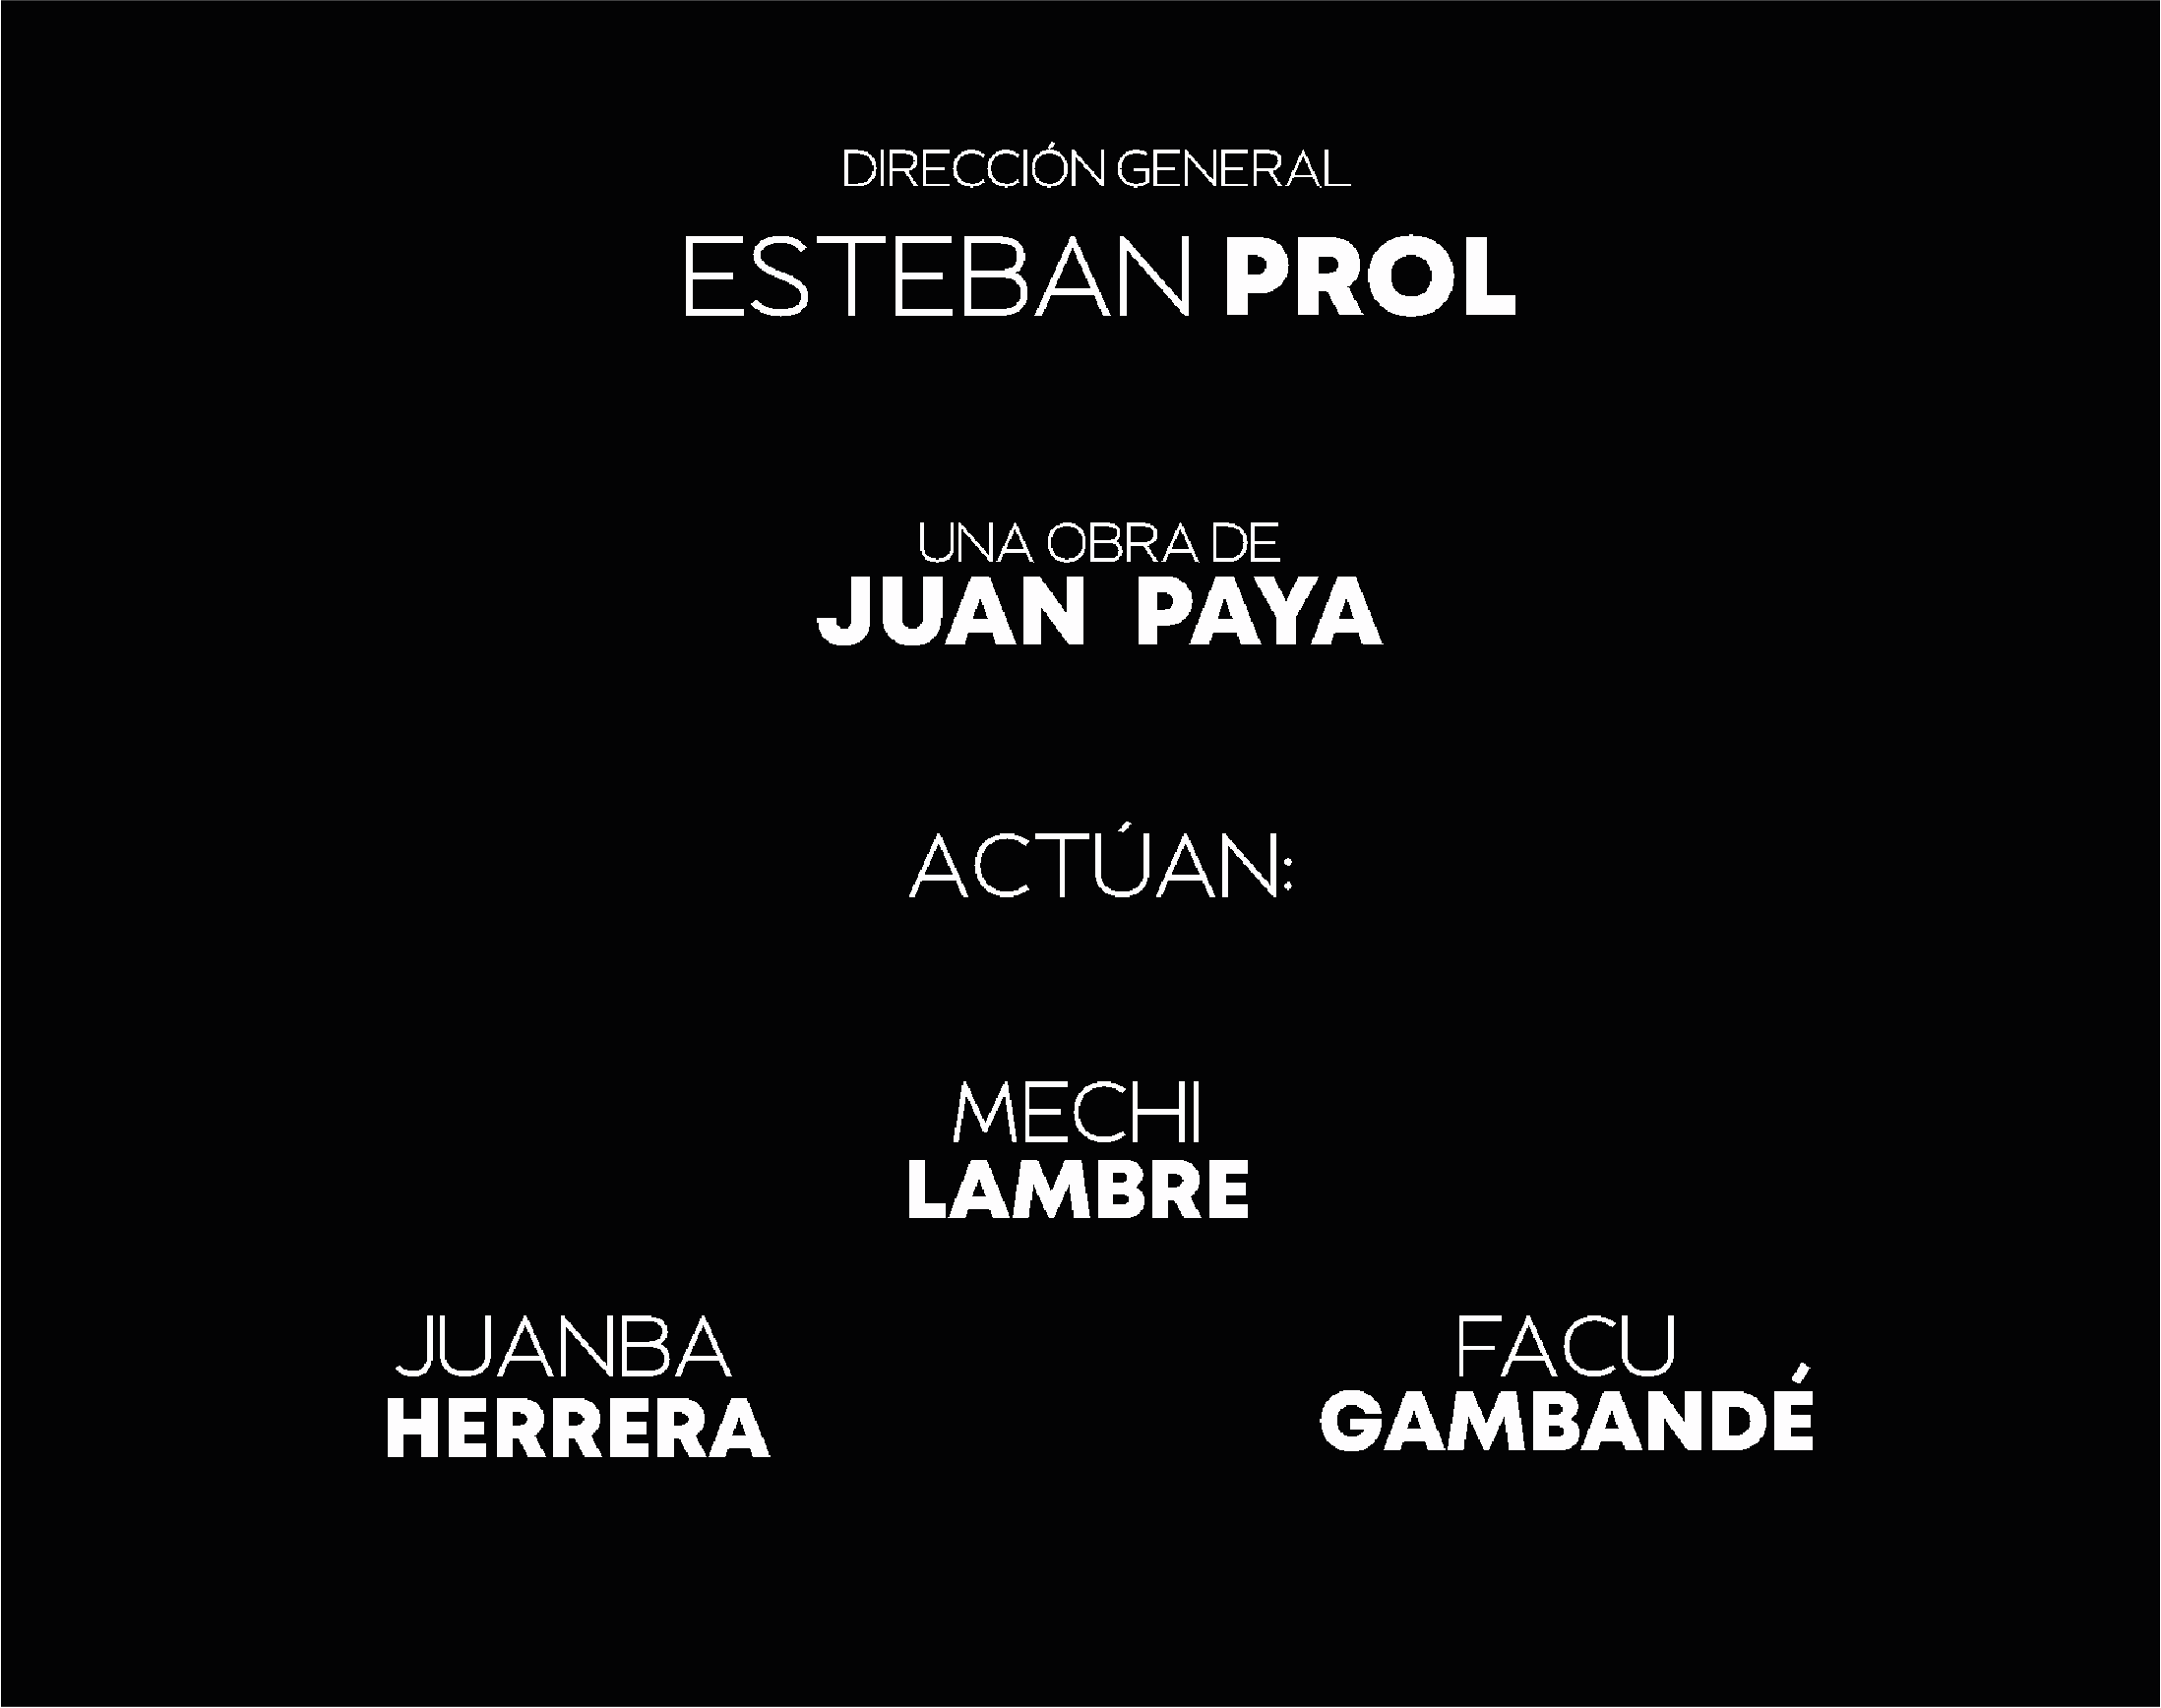 DIRECCIÓN GENERAL
ESTEBAN PROL
UNA OBRA DE
JUAN PAYA
ACTÚAN:
MECHI
LAMBRE
JUANBA
HERRERA
FACU
GAMBANDÉ